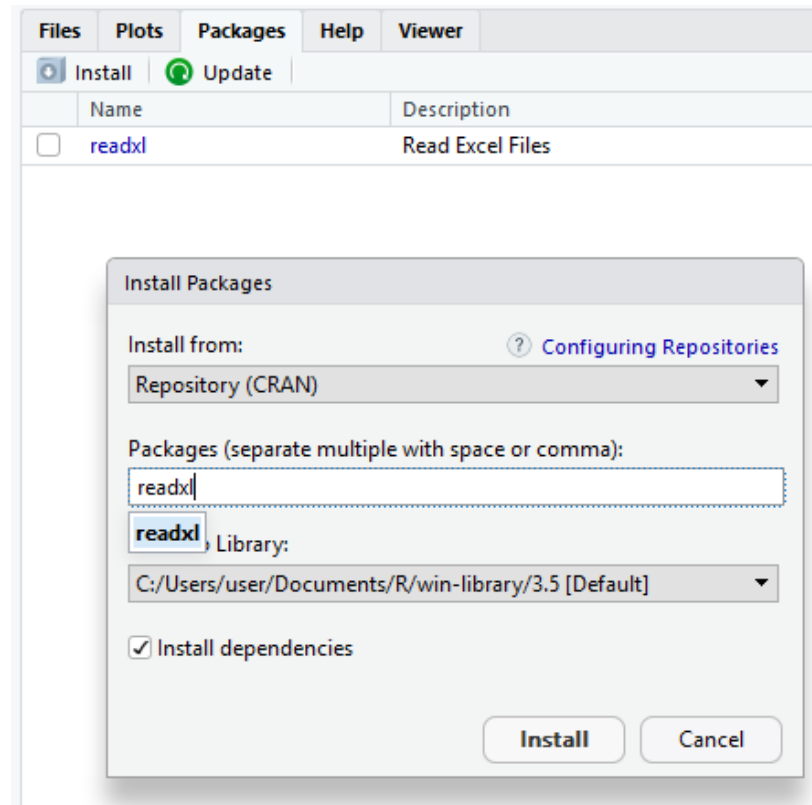 Files Plots Packages Help Viewer
Install Update
Name Description
readxl Read Excel Files
Install Packages
Install from: ? Configuring Repositories
Repository (CRAN)
Packages (separate multiple with space or comma):
readxl
readxl
Library:
C:/Users/user/Documents/R/win-library/3.5 [Default]
Install dependencies
Install Cancel